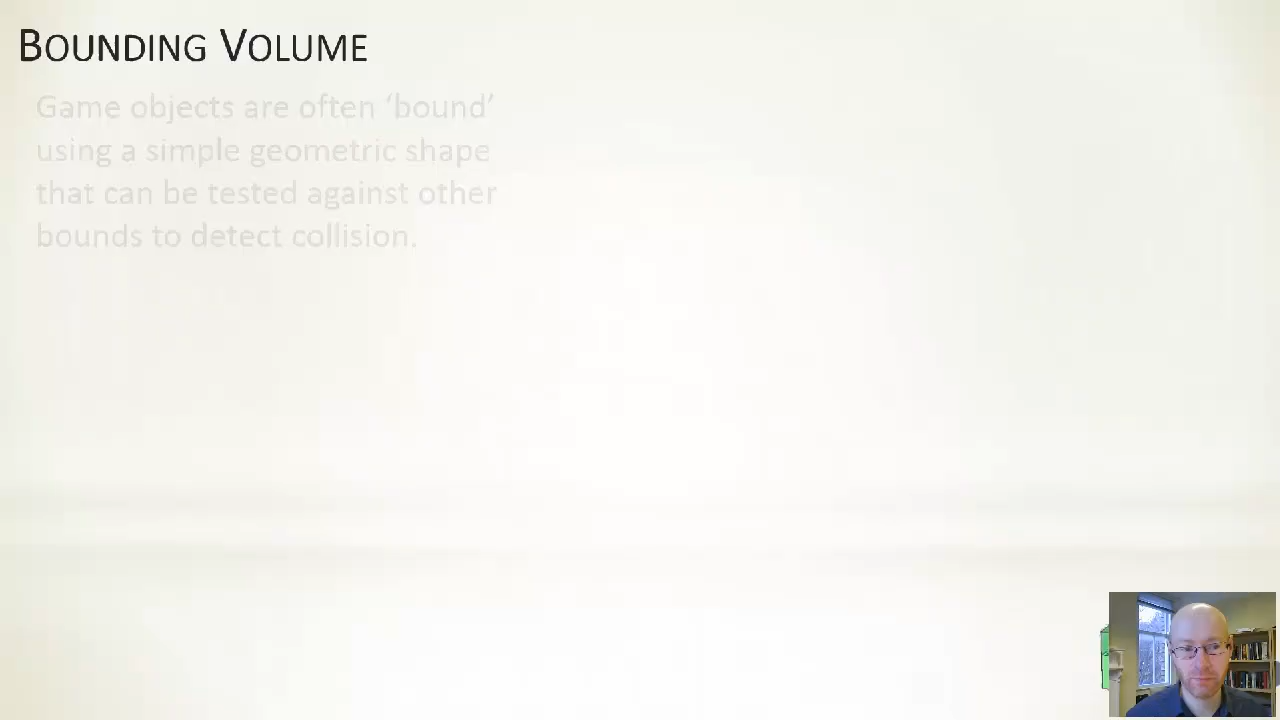 BOUNDING VOLUME
Game objects are often ‘bound’
using a simple geometric shape
that can be tested against other
bounds to detect collision.